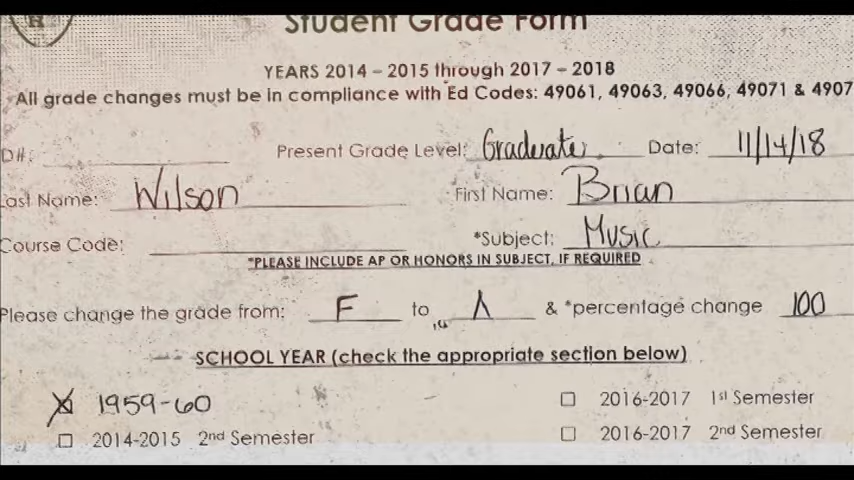 Student Grade Form
YEARS 2014 – 2015 through 2017 – 2018
All grade changes must be in compliance with Ed Codes: 49061, 49063, 49066, 49071 & 4907
D#: Present Grade Level: Graduate Date: 11/14/18
ast Name: Wilson First Name: Brian
Course Code: *Subject: Music
*PLEASE INCLUDE AP OR HONORS IN SUBJECT, IF REQUIRED
Please change the grade from: F to A & *percentage change 100
SCHOOL YEAR (check the appropriate section below)
1959-60 2016-2017 1st Semester
2014-2015 2nd Semester 2016-2017 2nd Semester